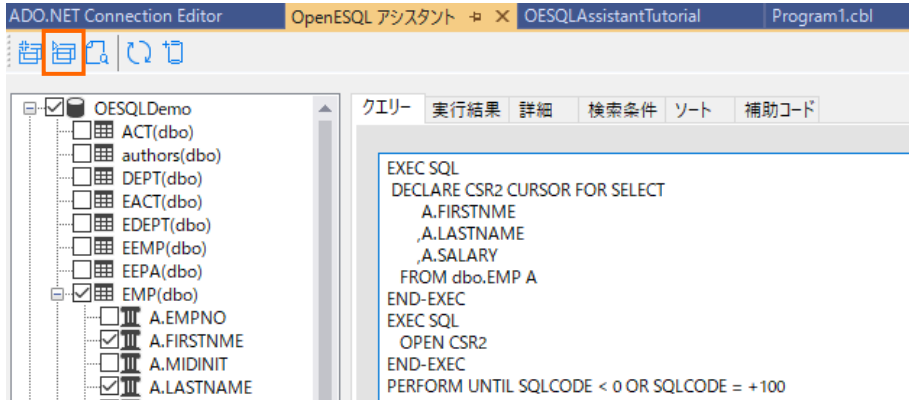 ADO.NET Connection Editor OpenESQL アシスタント OESQLAssistantTutorial Program1.cbl
OESQLDemo
ACT(dbo)
authors(dbo)
DEPT(dbo)
EACT(dbo)
EDEPT(dbo)
EEMP(dbo)
EEPA(dbo)
EMP(dbo)
A.EMPNO
A.FIRSTNME
A.MIDINIT
A.LASTNAME
クエリー 実行結果 詳細 検索条件 ソート 補助コード
EXEC SQL
DECLARE CSR2 CURSOR FOR SELECT
A.FIRSTNME
,A.LASTNAME
,A.SALARY
FROM dbo.EMP A
END-EXEC
EXEC SQL
OPEN CSR2
END-EXEC
PERFORM UNTIL SQLCODE < 0 OR SQLCODE = +100